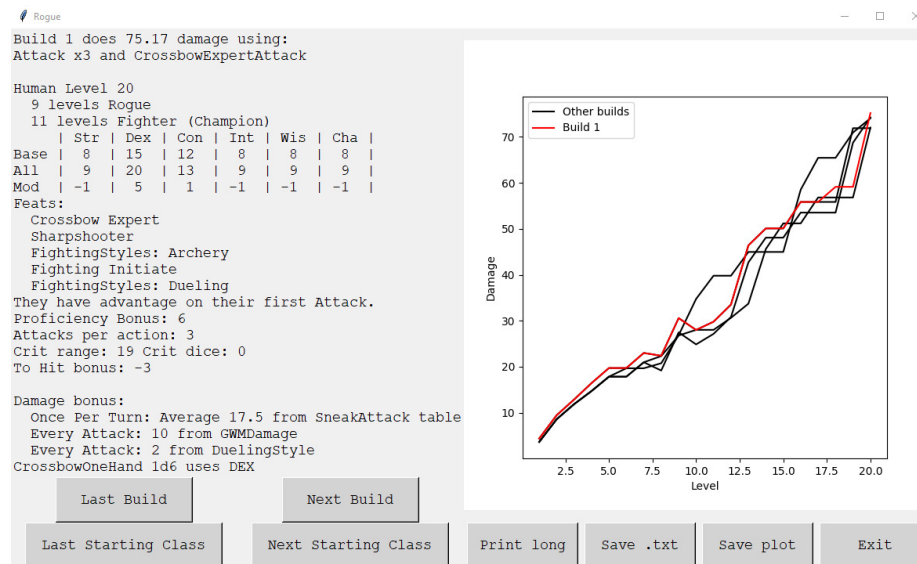 Rogue
Build 1 does 75.17 damage using:
Attack x3 and CrossbowExpertAttack
Human Level 20
9 levels Rogue
11 levels Fighter (Champion)
| Str | Dex | Con | Int | Wis | Cha |
Base | 8 | 15 | 12 | 8 | 8 | 8 |
All | 9 | 20 | 13 | 9 | 9 | 9 |
Mod | -1 | 5 | 1 | -1 | -1 | -1 |
Feats:
Crossbow Expert
Sharpshooter
FightingStyles: Archery
Fighting Initiate
FightingStyles: Dueling
They have advantage on their first Attack.
Proficiency Bonus: 6
Attacks per action: 3
Crit range: 19 Crit dice: 0
To Hit bonus: -3
Damage bonus:
Once Per Turn: Average 17.5 from SneakAttack table
Every Attack: 10 from GWMDamage
Every Attack: 2 from DuelingStyle
CrossbowOneHand 1d6 uses DEX
Other builds
Build 1
70
60
50
40
30
20
10
Damage
2.5 5.0 7.5 10.0 12.5 15.0 17.5 20.0
Level
Last Build
Next Build
Last Starting Class
Next Starting Class
Print long
Save .txt
Save plot
Exit